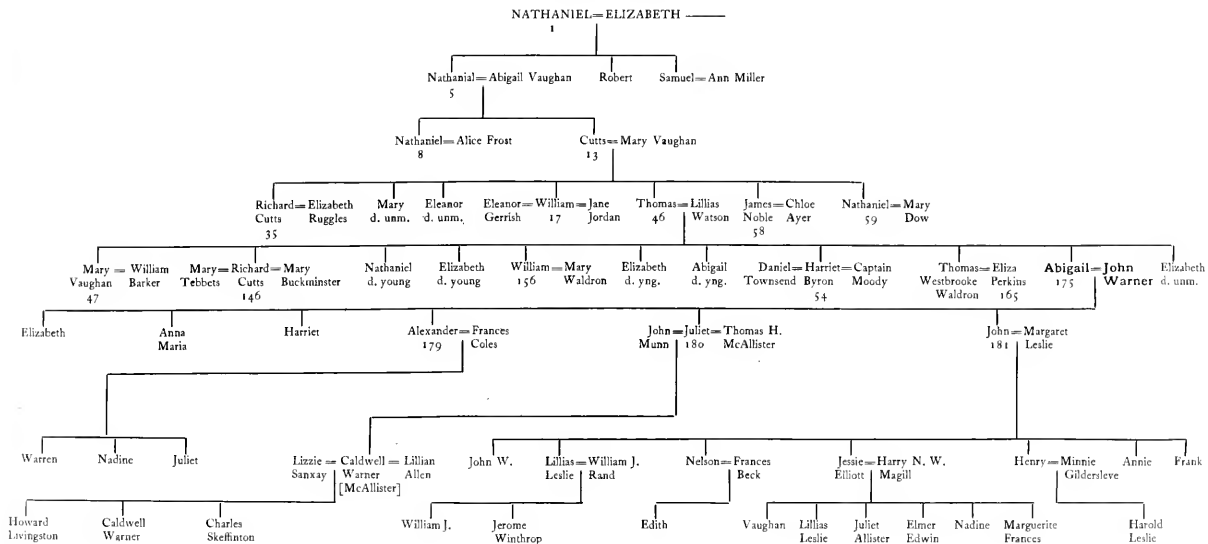 NATHANIEL=ELIZABETH
1
Nathanial= Abigail Vaughan Robert Samuel= Ann Miller
5
Nathaniel= Alice Frost Cutts= Mary Vaughan
8 13
Richard= Elizabeth Mary Eleanor Eleanor= William= Jane Thomas= Lillias James= Chloe Nathaniel= Mary
Cutts Ruggles d. unm. d. unm. Gerrish 17 Jordan 46 Watson Noble Ayer 59 Dow
35 58
Mary = William Mary= Richard= Mary Nathaniel Elizabeth William= Mary Elizabeth Abigail Daniel= Harriet= Captain Thomas= Eliza Abigail= John Elizabeth
Vaughan Barker Tebbets Cutts Buckminster d. young d. young 156 Waldron d. yng. d. yng. Townsend Byron Moody Westbrooke Perkins 175 Warner d. unm.
47 146 54 Waldron 165
Elizabeth Anna Harriet Alexander= Frances John= Juliet= Thomas H. John= Margaret
Maria 179 Coles Munn 180 McAllister 181 Leslie
Warren Nadine Juliet Lizzie = Caldwell = Lillian John W. Lillias= William J. Nelson= Frances Jessie= Harry N. W. Henry= Minnie Annie Frank
Sanxay Warner Allen Leslie Rand Beck Elliott Magill Gildersleve
[McAllister]
Howard Caldwell Charles William J. Jerome Edith Vaughan Lillias Juliet Elmer Nadine Marguerite Harold
Livingston Warner Skeffinton Winthrop Leslie Allister Edwin Frances Leslie